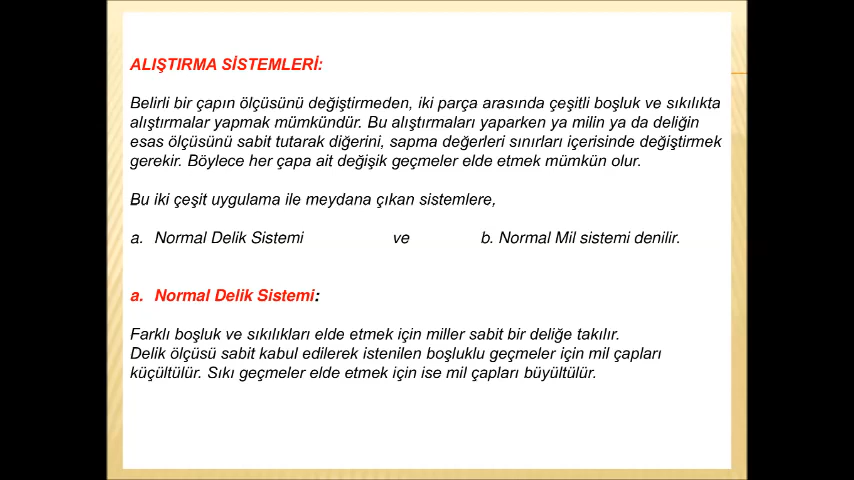 ALIŞTIRMA SİSTEMLERİ:
Belirli bir çapın ölçüsünü değiştirmeden, iki parça arasında çeşitli boşluk ve sıkılıkta
alıştırmalar yapmak mümkündür. Bu alıştırmaları yaparken ya milin ya da deliğin
esas ölçüsünü sabit tutarak diğerini, sapma değerleri sınırları içerisinde değiştirmek
gerekir. Böylece her çapa ait değişik geçmeler elde etmek mümkün olur.
Bu iki çeşit uygulama ile meydana çıkan sistemlere,
a. Normal Delik Sistemi ve b. Normal Mil sistemi denilir.
a. Normal Delik Sistemi:
Farklı boşluk ve sıkılıkları elde etmek için miller sabit bir deliğe takılır.
Delik ölçüsü sabit kabul edilerek istenilen boşluklu geçmeler için mil çapları
küçültülür. Sıkı geçmeler elde etmek için ise mil çapları büyültülür.